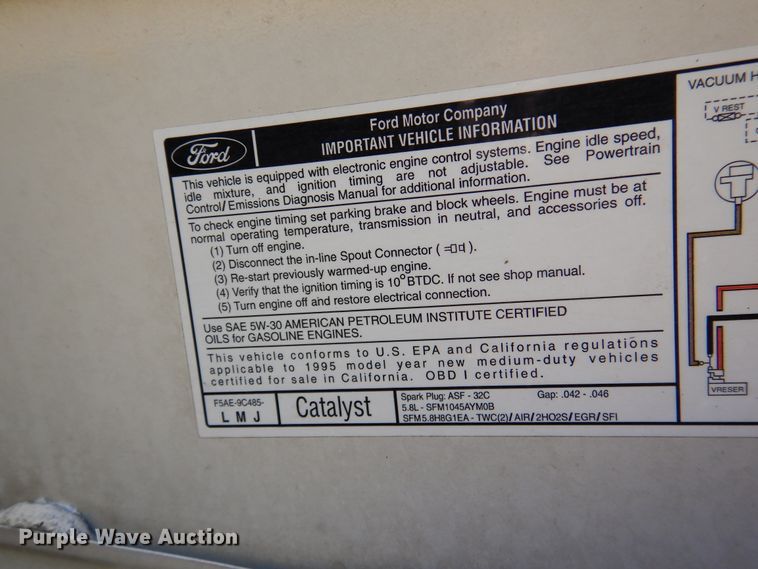 Ford Motor Company
IMPORTANT VEHICLE INFORMATION
Ford
This vehicle is equipped with electronic engine control systems. Engine idle speed,
idle mixture, and ignition timing are not adjustable. See Powertrain
Control/ Emissions Diagnosis Manual for additional information.
To check engine timing set parking brake and block wheels. Engine must be at
normal operating temperature, transmission in neutral, and accessories off.
(1) Turn off engine.
(2) Disconnect the in-line Spout Connector ( ).
(3) Re-start previously warmed-up engine.
(4) Verify that the ignition timing is 10° BTDC. If not see shop manual.
(5) Turn engine off and restore electrical connection.
Use SAE 5W-30 AMERICAN PETROLEUM INSTITUTE CERTIFIED
OILS for GASOLINE ENGINES.
This vehicle conforms to U.S. EPA and California regulations
applicable to 1995 model year new medium-duty vehicles
certified for sale in California. OBD I certified.
F5AE-9C485-
L M J
Catalyst
Spark Plug: ASF - 32C Gap: .042 - .046
5.8L - SFM1045AYM0B
SFM5.8H8G1EA - TWC(2)/AIR/2HO2S/EGR/SFI
VACUUM H
V REST
VRESER
Purple Wave Auction